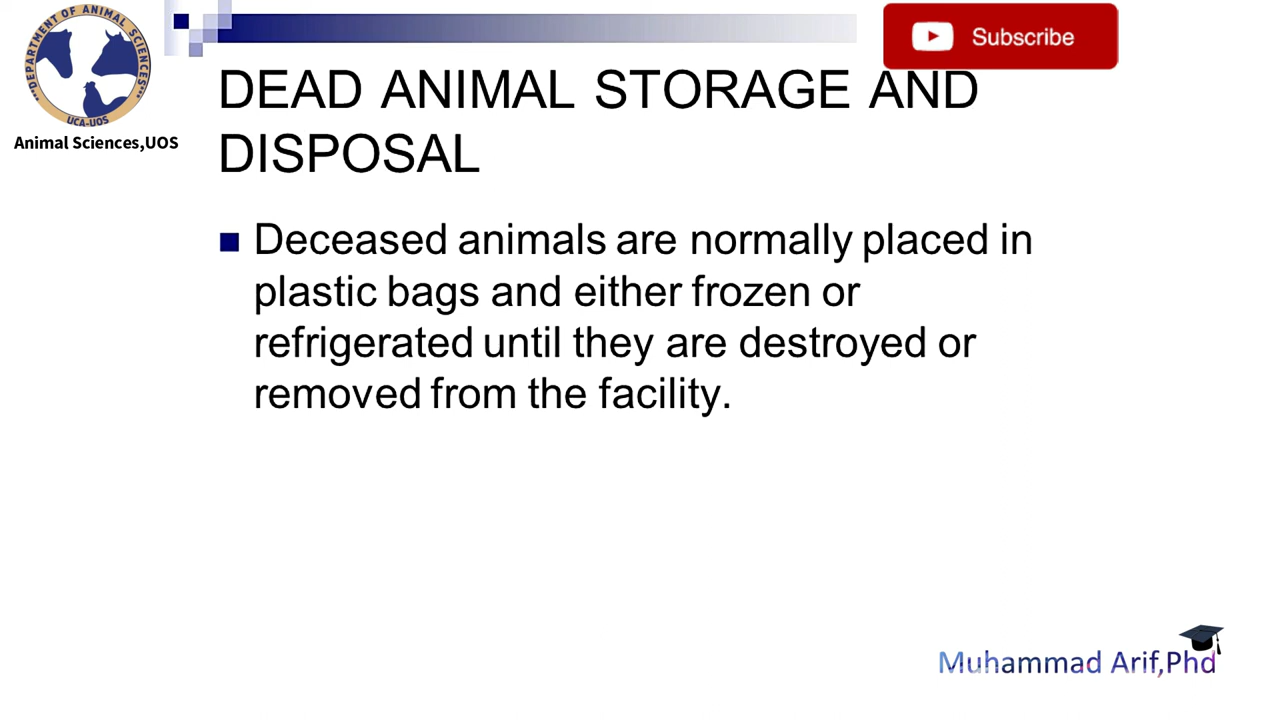 DEPARTMENT OF ANIMAL SCIENCES
UCA-UOS
Animal Sciences,UOS
Subscribe
DEAD ANIMAL STORAGE AND
DISPOSAL
Deceased animals are normally placed in
plastic bags and either frozen or
refrigerated until they are destroyed or
removed from the facility.
Muhammad Arif,Phd